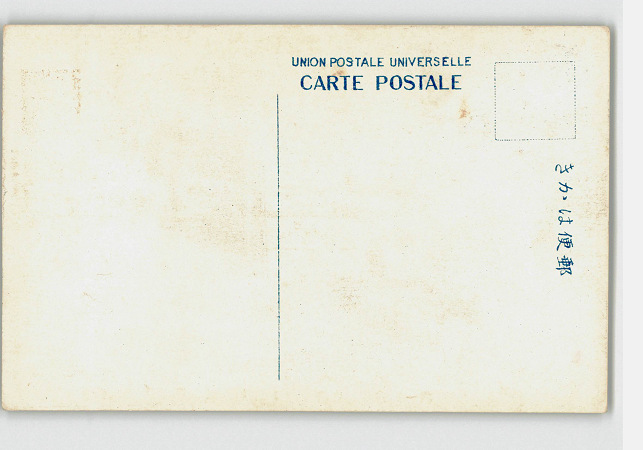 UNION POSTALE UNIVERSELLE
CARTE POSTALE
郵便はがき